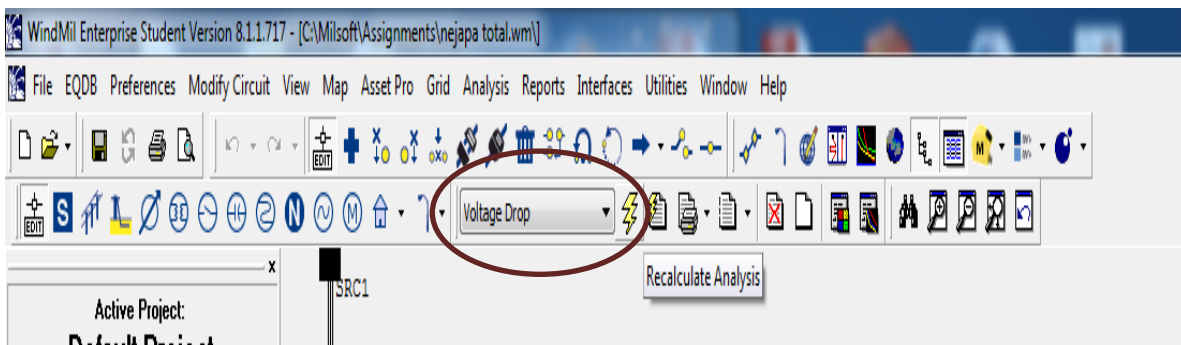 WindMil Enterprise Student Version 8.1.1.717 - [C:\Milsoft\Assignments\nejapa total.wm\]
File EQDB Preferences Modify Circuit View Map Asset Pro Grid Analysis Reports Interfaces Utilities Window Help
EDIT M
EDIT S N M Voltage Drop
Recalculate Analysis
SRC1
Active Project:
Default Project